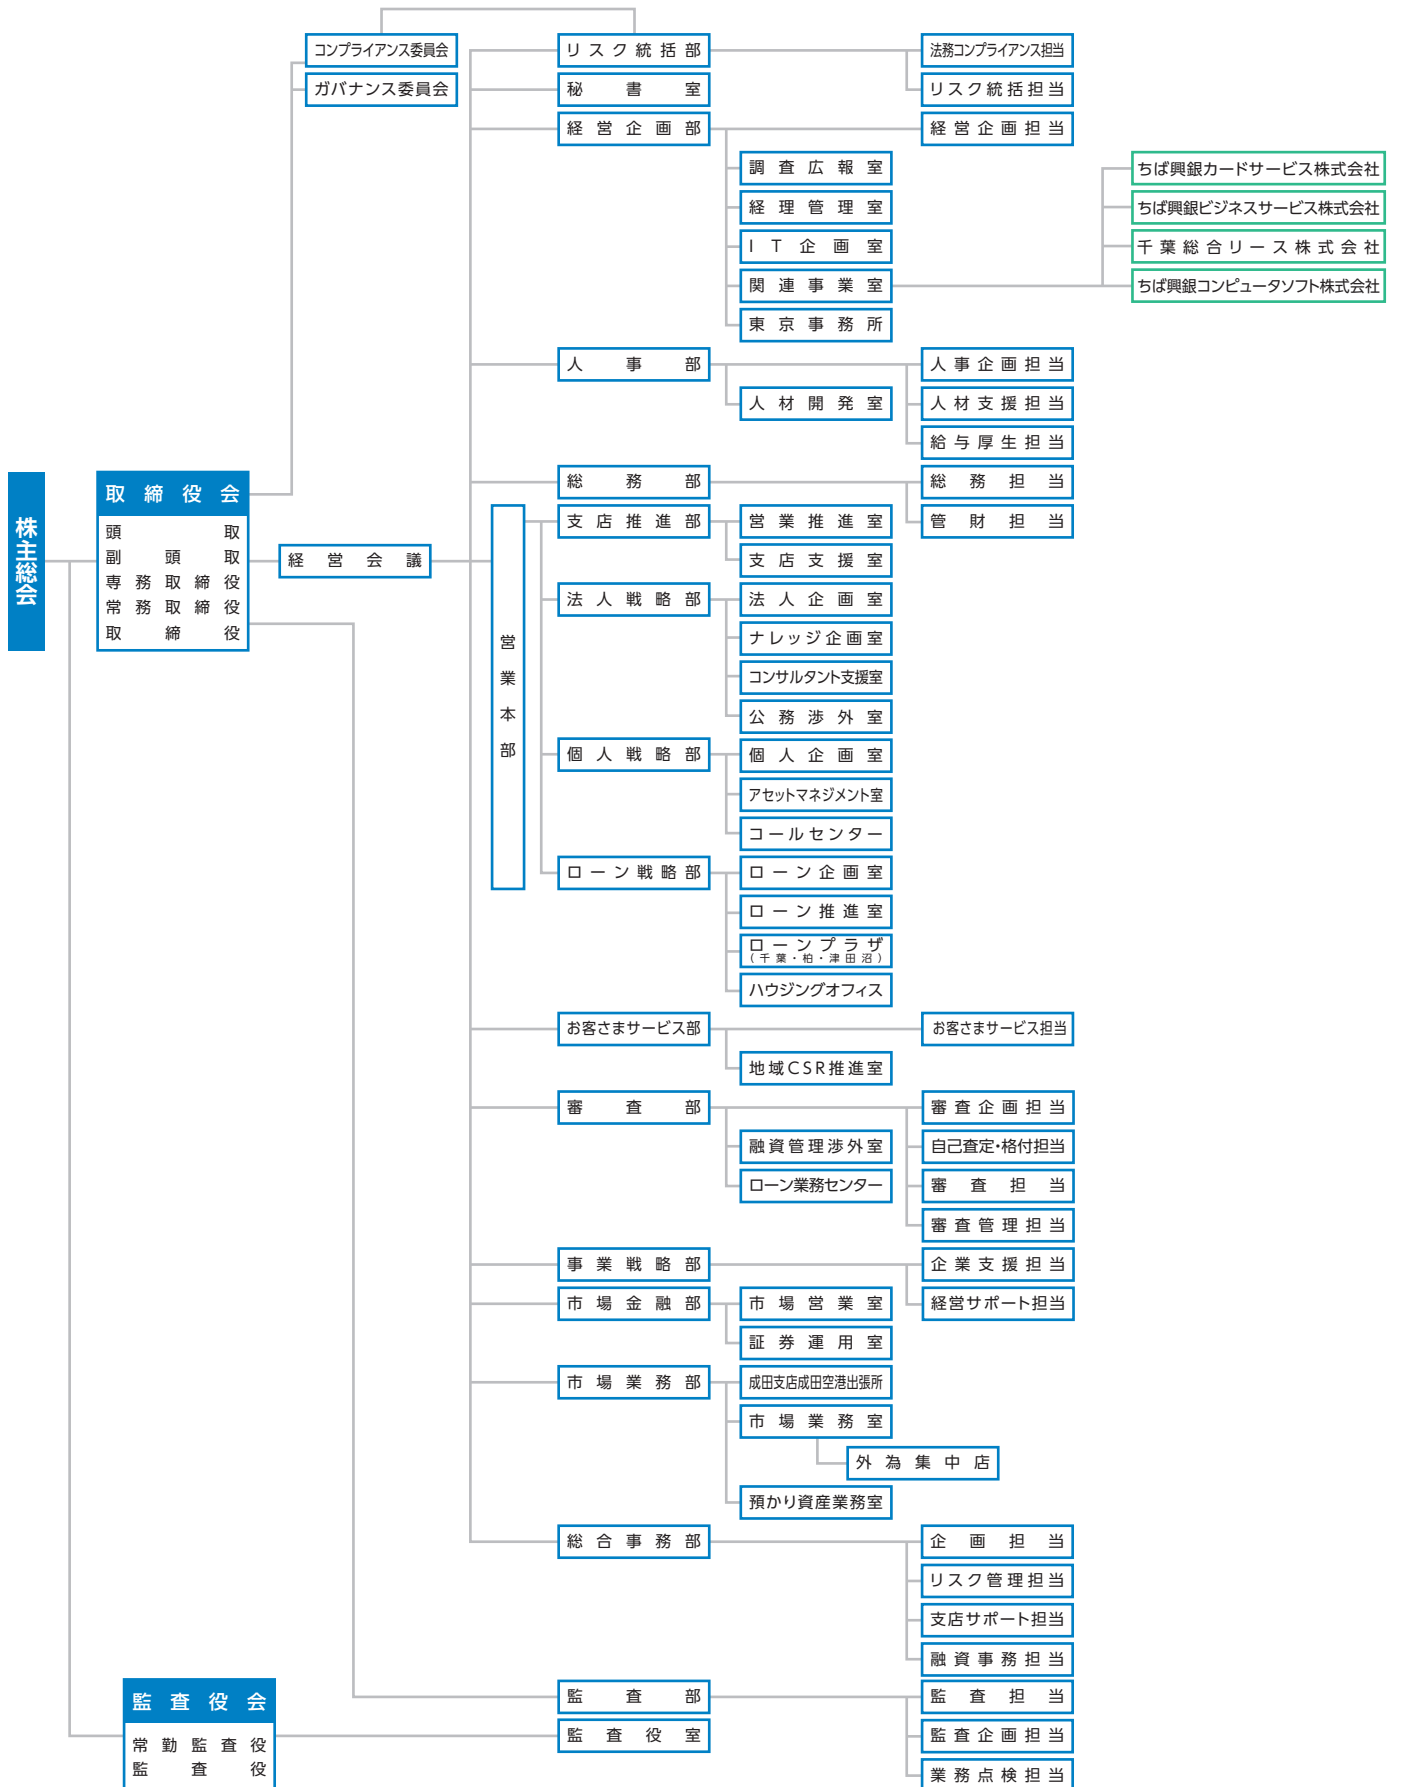 株主総会
取締役会
頭取
副頭取
専務取締役
常務取締役
取締役
監査役会
常勤監査役
監査役
コンプライアンス委員会
ガバナンス委員会
経営会議
営業本部
リスク統括部
法務コンプライアンス担当
リスク統括担当
秘書室
経営企画部
経営企画担当
調査広報室
経理管理室
IT企画室
関連事業室
東京事務所
ちば興銀カードサービス株式会社
ちば興銀ビジネスサービス株式会社
千葉総合リース株式会社
ちば興銀コンピュータソフト株式会社
人事部
人事企画担当
人材開発室
人材支援担当
給与厚生担当
総務部
総務担当
管財担当
支店推進部
営業推進室
支店支援室
法人戦略部
法人企画室
ナレッジ企画室
コンサルタント支援室
公務渉外室
個人戦略部
個人企画室
アセットマネジメント室
コールセンター
ローン戦略部
ローン企画室
ローン推進室
ローンプラザ
(千葉・柏・津田沼)
ハウジングオフィス
お客さまサービス部
お客さまサービス担当
地域CSR推進室
審査部
審査企画担当
融資管理渉外室
自己査定・格付担当
ローン業務センター
審査担当
審査管理担当
事業戦略部
企業支援担当
経営サポート担当
市場金融部
市場営業室
証券運用室
市場業務部
成田支店成田空港出張所
市場業務室
外為集中店
預かり資産業務室
総合事務部
企画担当
リスク管理担当
支店サポート担当
融資事務担当
監査部
監査担当
監査企画担当
業務点検担当
監査役室